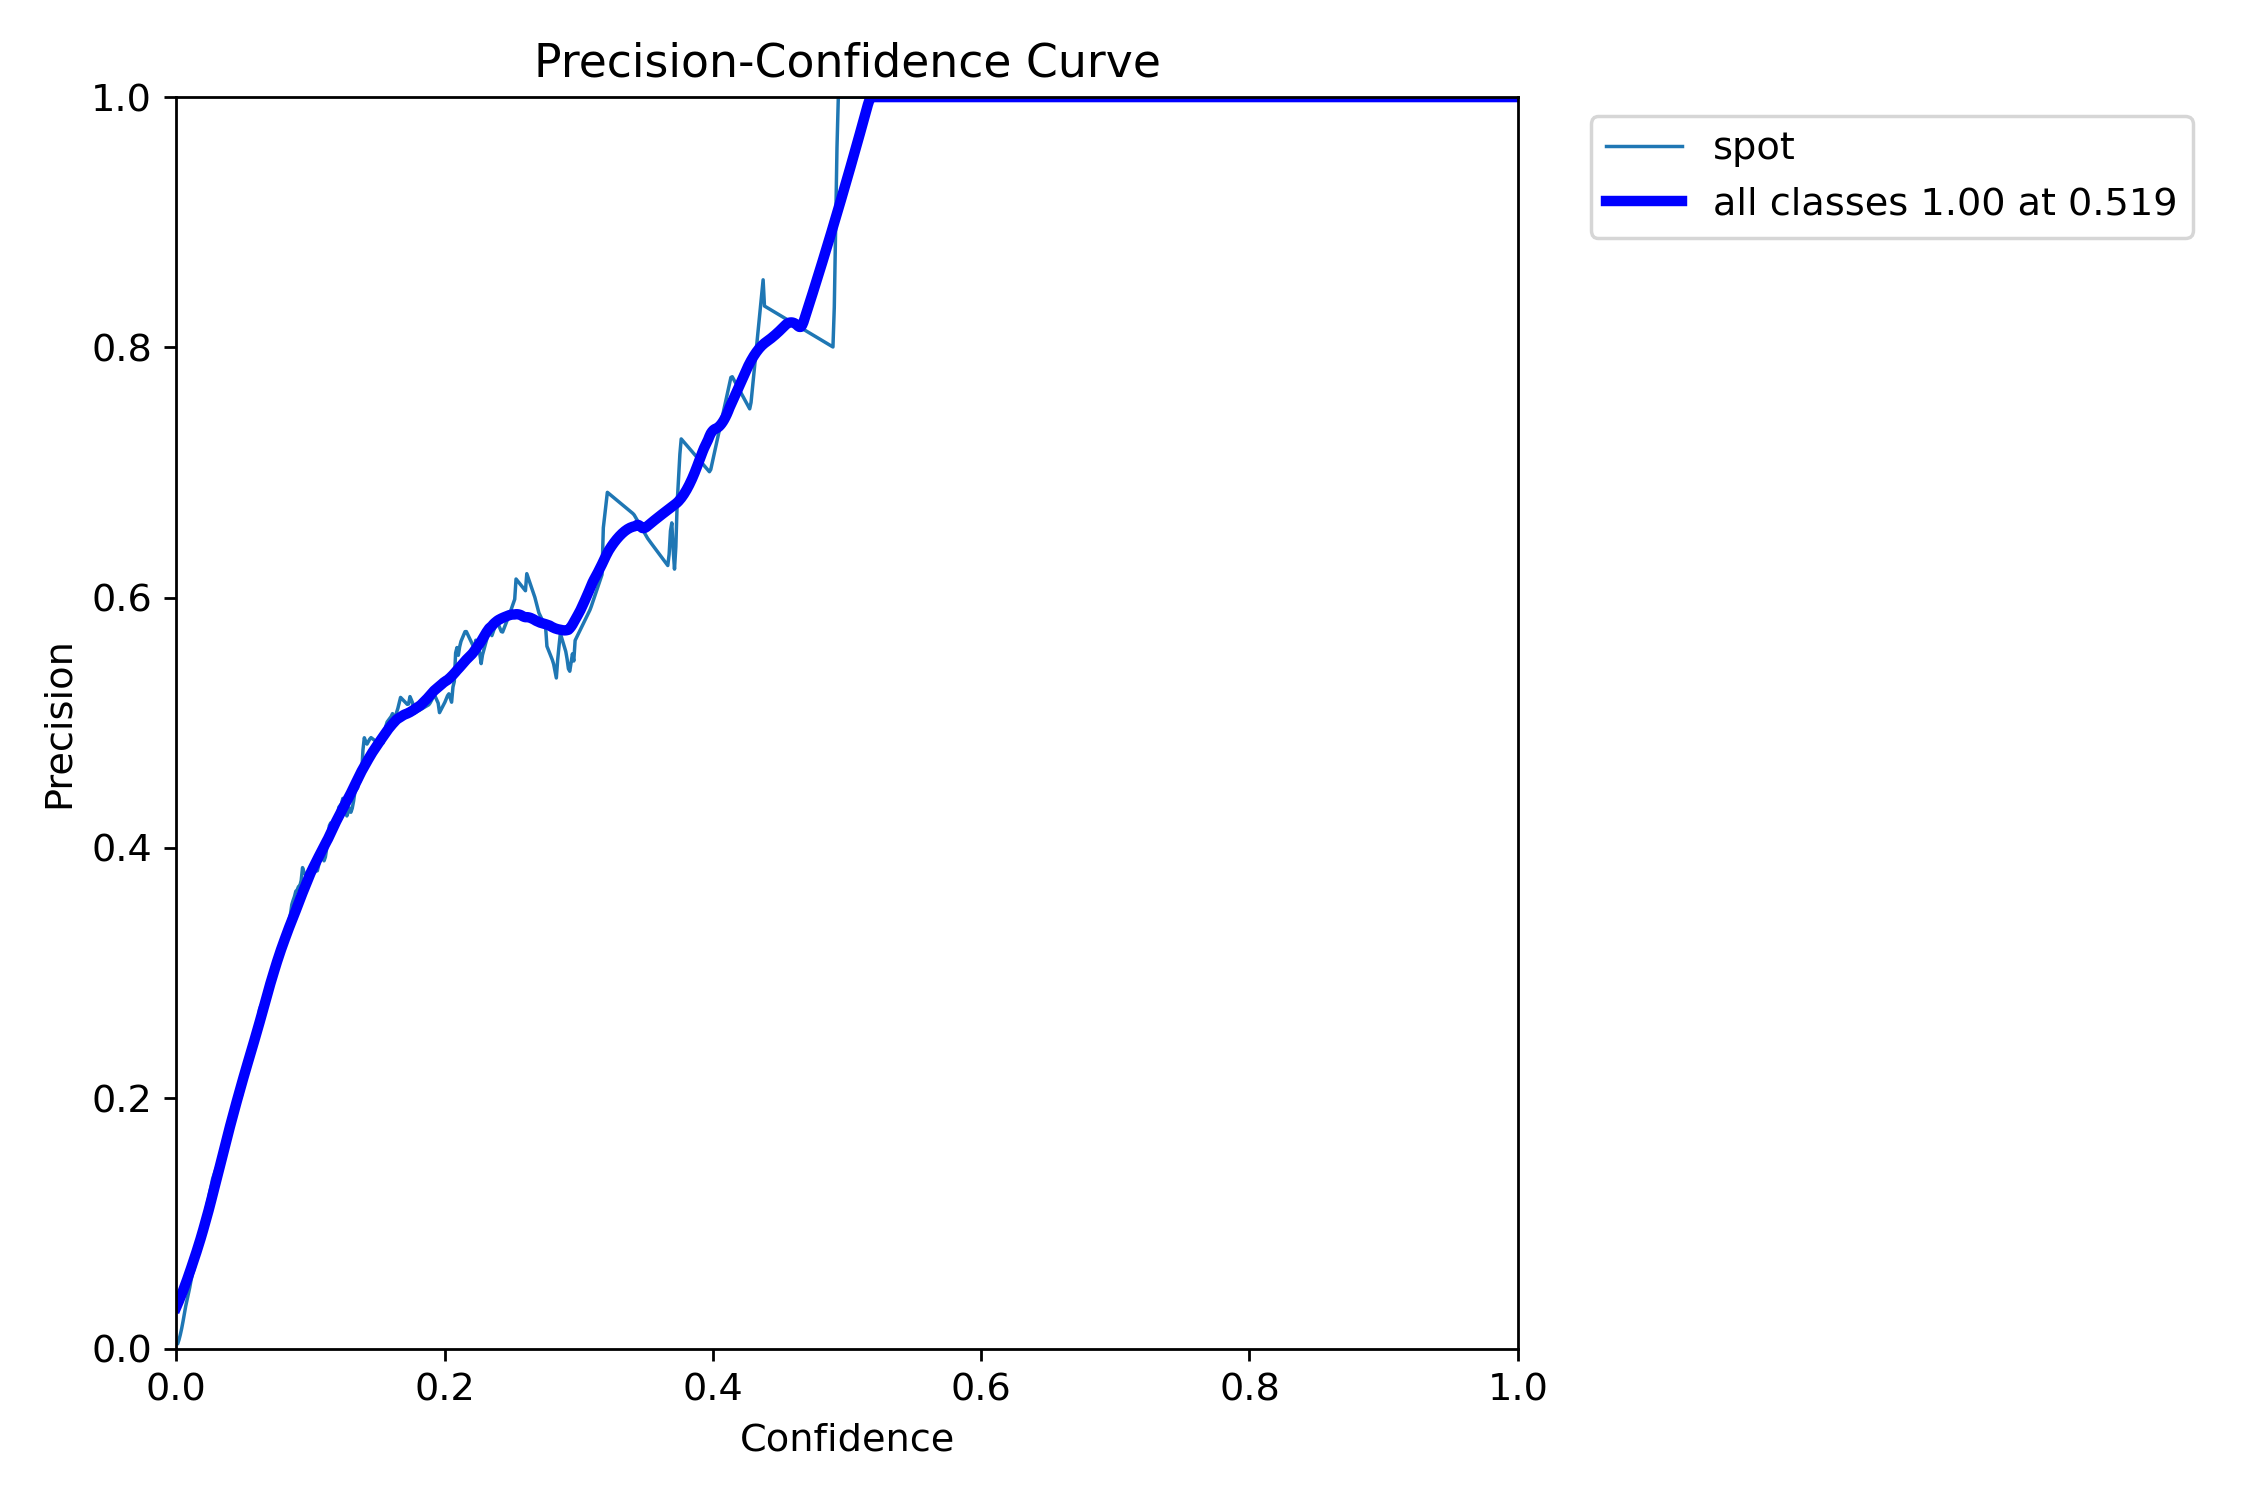 Precision-Confidence Curve
1.0
0.8
0.6
0.4
0.2
0.0
Precision
0.0 0.2 0.4 0.6 0.8 1.0
Confidence
spot
all classes 1.00 at 0.519